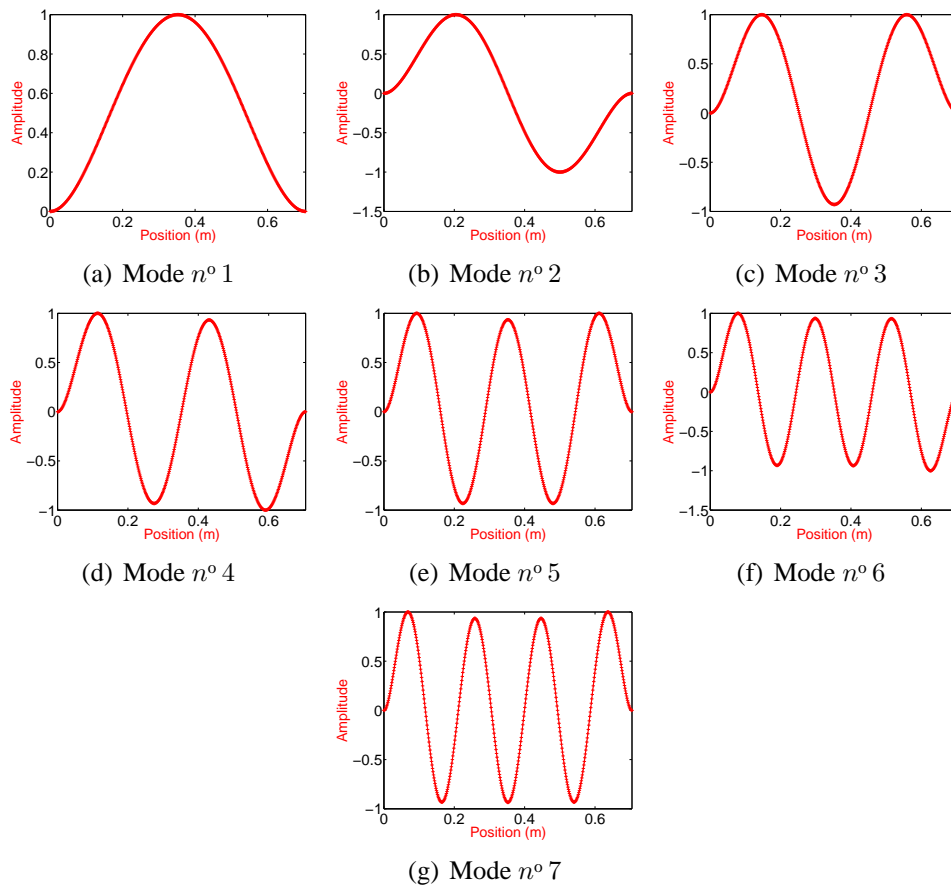 1
0.8
0.6
0.4
0.2
0
0 0.2 0.4 0.6
Amplitude
Position (m)
(a) Mode nº 1
1
0.5
0
−0.5
−1
−1.5
0 0.2 0.4 0.6
Amplitude
Position (m)
(b) Mode nº 2
1
0.5
0
−0.5
−1
0 0.2 0.4 0.6
Amplitude
Position (m)
(c) Mode nº 3
1
0.5
0
−0.5
−1
0 0.2 0.4 0.6
Amplitude
Position (m)
(d) Mode nº 4
1
0.5
0
−0.5
−1
0 0.2 0.4 0.6
Amplitude
Position (m)
(e) Mode nº 5
1
0.5
0
−0.5
−1
−1.5
0 0.2 0.4 0.6
Amplitude
Position (m)
(f) Mode nº 6
1
0.5
0
−0.5
−1
0 0.2 0.4 0.6
Amplitude
Position (m)
(g) Mode nº 7